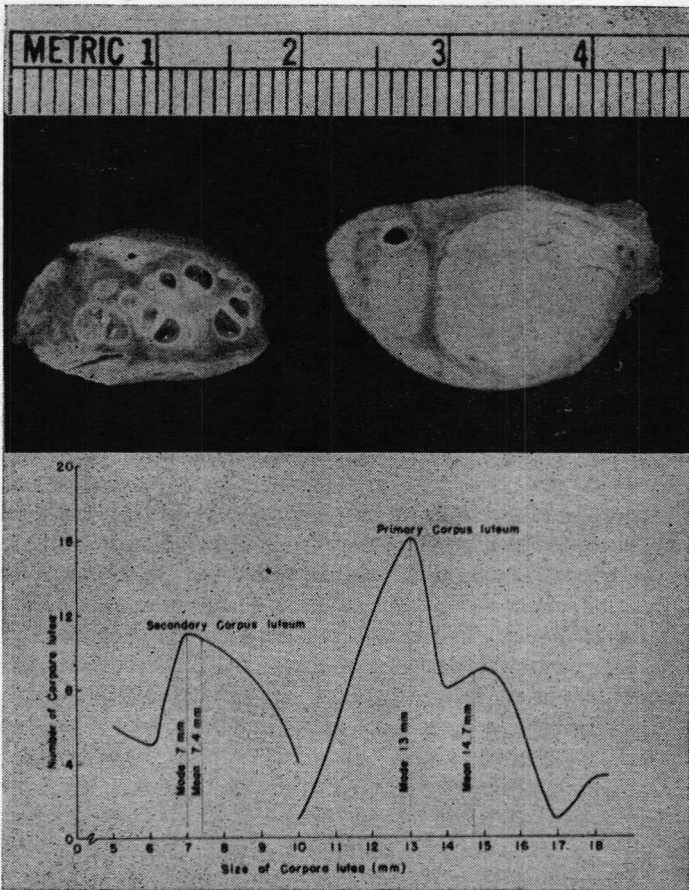 METRIC 1 2 3 4
20
16
12
8
4
0
Number of Corpora lutea
Primary Corpus luteum
Secondary Corpus luteum
Mode 7 mm
Mean 7.4 mm
Mode 13 mm
Mean 14.7 mm
5 6 7 8 9 10 11 12 13 14 15 16 17 18
Size of Corpora lutea (mm)